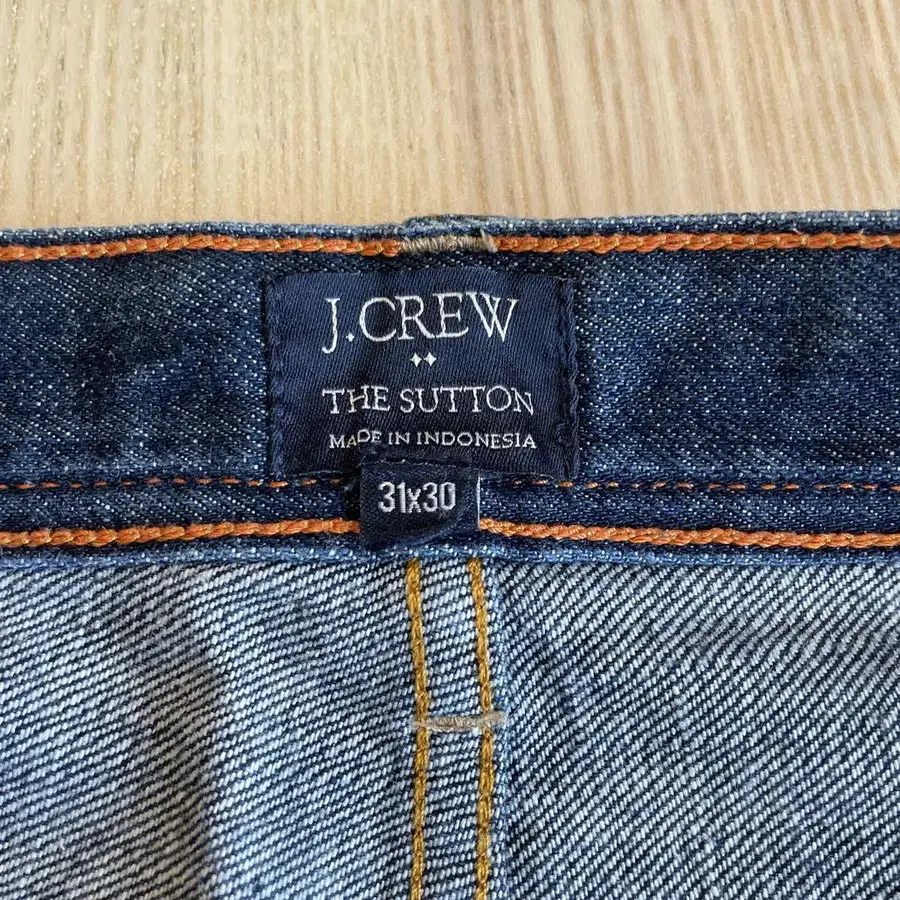 J.CREW
THE SUTTON
MADE IN INDONESIA
31x30